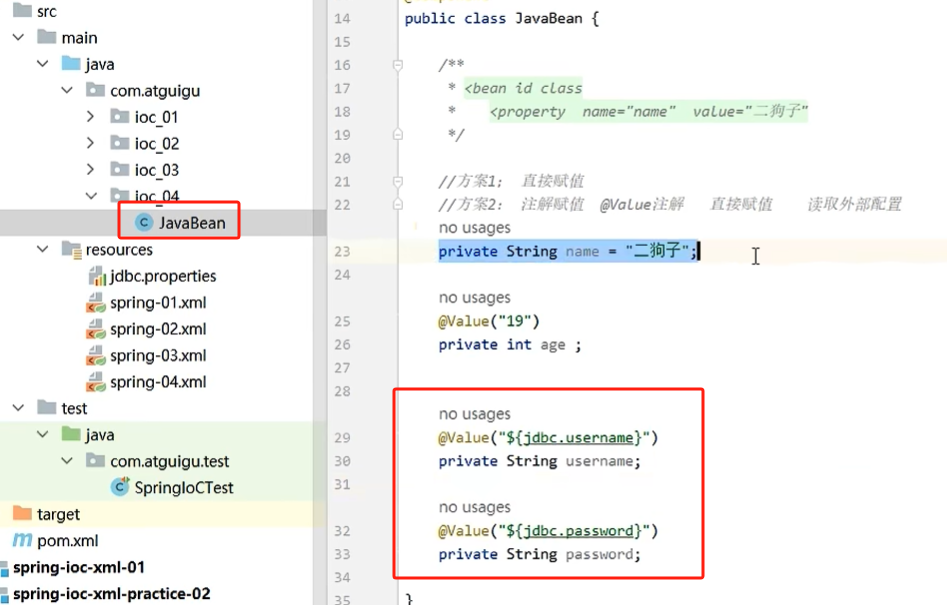 src
main
java
com.atguigu
ioc_01
ioc_02
ioc_03
ioc_04
JavaBean
resources
jdbc.properties
spring-01.xml
spring-02.xml
spring-03.xml
spring-04.xml
test
java
com.atguigu.test
SpringIoCTest
target
pom.xml
spring-ioc-xml-01
spring-ioc-xml-practice-02
14 public class JavaBean {
15
16 /**
17 * <bean id class
18 * <property name="name" value="二狗子"
19 */
20
21 //方案1： 直接赋值
22 //方案2： 注解赋值 @Value注解 直接赋值 读取外部配置
no usages
23 private String name = "二狗子";
24
no usages
25 @Value("19")
26 private int age ;
27
28
no usages
29 @Value("${jdbc.username}")
30 private String username;
31
no usages
32 @Value("${jdbc.password}")
33 private String password;
34
35 }